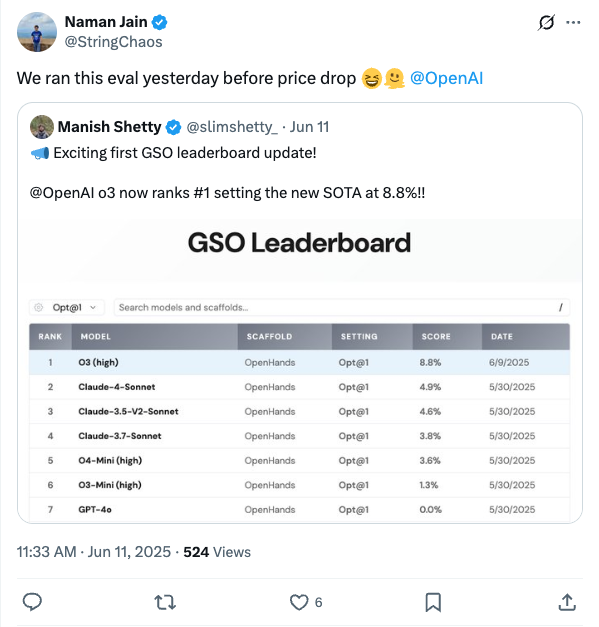 Naman Jain
@StringChaos
We ran this eval yesterday before price drop 😆🫠 @OpenAI
Manish Shetty @slimshetty_ · Jun 11
📣 Exciting first GSO leaderboard update!
@OpenAI o3 now ranks #1 setting the new SOTA at 8.8%!!
GSO Leaderboard
Opt@1 Search models and scaffolds... /
RANK MODEL SCAFFOLD SETTING SCORE DATE
1 O3 (high) OpenHands Opt@1 8.8% 6/9/2025
2 Claude-4-Sonnet OpenHands Opt@1 4.9% 5/30/2025
3 Claude-3.5-V2-Sonnet OpenHands Opt@1 4.6% 5/30/2025
4 Claude-3.7-Sonnet OpenHands Opt@1 3.8% 5/30/2025
5 O4-Mini (high) OpenHands Opt@1 3.6% 5/30/2025
6 O3-Mini (high) OpenHands Opt@1 1.3% 5/30/2025
7 GPT-4o OpenHands Opt@1 0.0% 5/30/2025
11:33 AM · Jun 11, 2025 · 524 Views
6